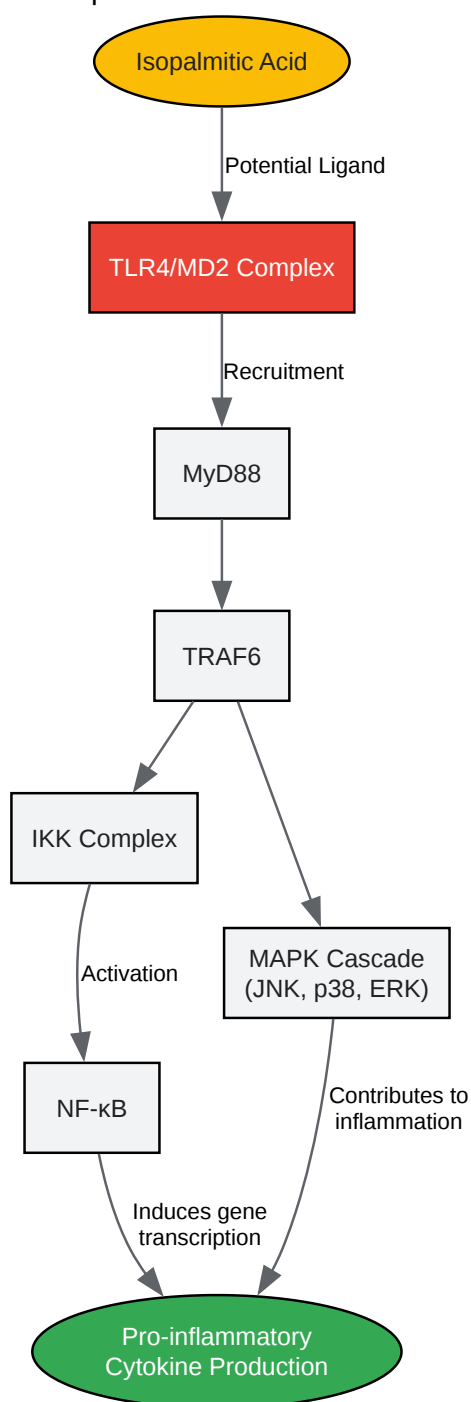 Isopalmitic Acid
Potential Ligand
TLR4/MD2 Complex
Recruitment
MyD88
TRAF6
IKK Complex
MAPK Cascade
(JNK, p38, ERK)
Activation
NF-κB
Contributes to
inflammation
Induces gene
transcription
Pro-inflammatory
Cytokine Production